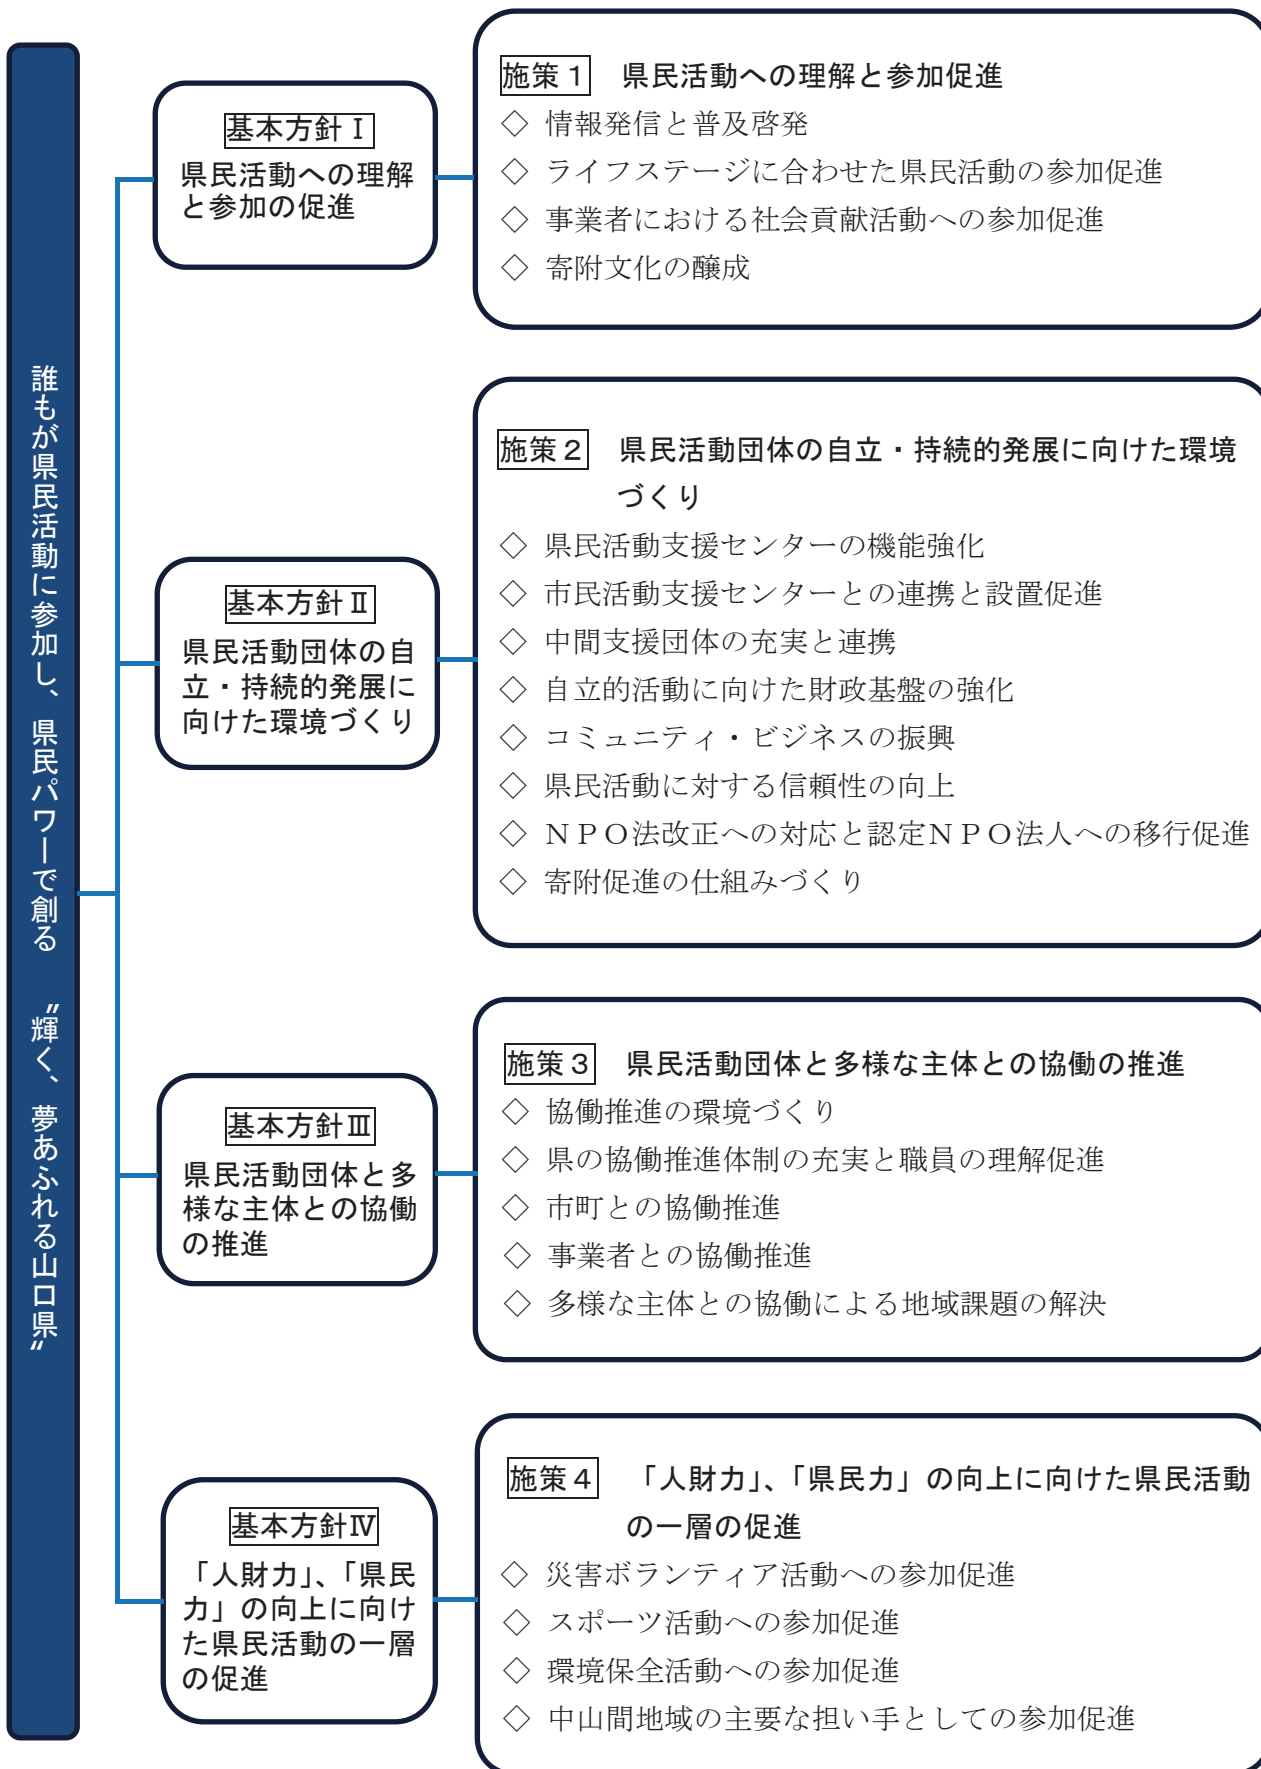 誰もが県民活動に参加し、県民パワーで創る　〝輝く、夢あふれる山口県〟
基本方針Ⅰ
県民活動への理解
と参加の促進
施策１　県民活動への理解と参加促進
◇ 情報発信と普及啓発
◇ ライフステージに合わせた県民活動の参加促進
◇ 事業者における社会貢献活動への参加促進
◇ 寄附文化の醸成
基本方針Ⅱ
県民活動団体の自
立・持続的発展に
向けた環境づくり
施策２　県民活動団体の自立・持続的発展に向けた環境
づくり
◇ 県民活動支援センターの機能強化
◇ 市民活動支援センターとの連携と設置促進
◇ 中間支援団体の充実と連携
◇ 自立的活動に向けた財政基盤の強化
◇ コミュニティ・ビジネスの振興
◇ 県民活動に対する信頼性の向上
◇ ＮＰＯ法改正への対応と認定ＮＰＯ法人への移行促進
◇ 寄附促進の仕組みづくり
基本方針Ⅲ
県民活動団体と多
様な主体との協働
の推進
施策３　県民活動団体と多様な主体との協働の推進
◇ 協働推進の環境づくり
◇ 県の協働推進体制の充実と職員の理解促進
◇ 市町との協働推進
◇ 事業者との協働推進
◇ 多様な主体との協働による地域課題の解決
基本方針Ⅳ
「人財力」、「県民
力」の向上に向け
た県民活動の一層
の促進
施策４　「人財力」、「県民力」の向上に向けた県民活動
の一層の促進
◇ 災害ボランティア活動への参加促進
◇ スポーツ活動への参加促進
◇ 環境保全活動への参加促進
◇ 中山間地域の主要な担い手としての参加促進